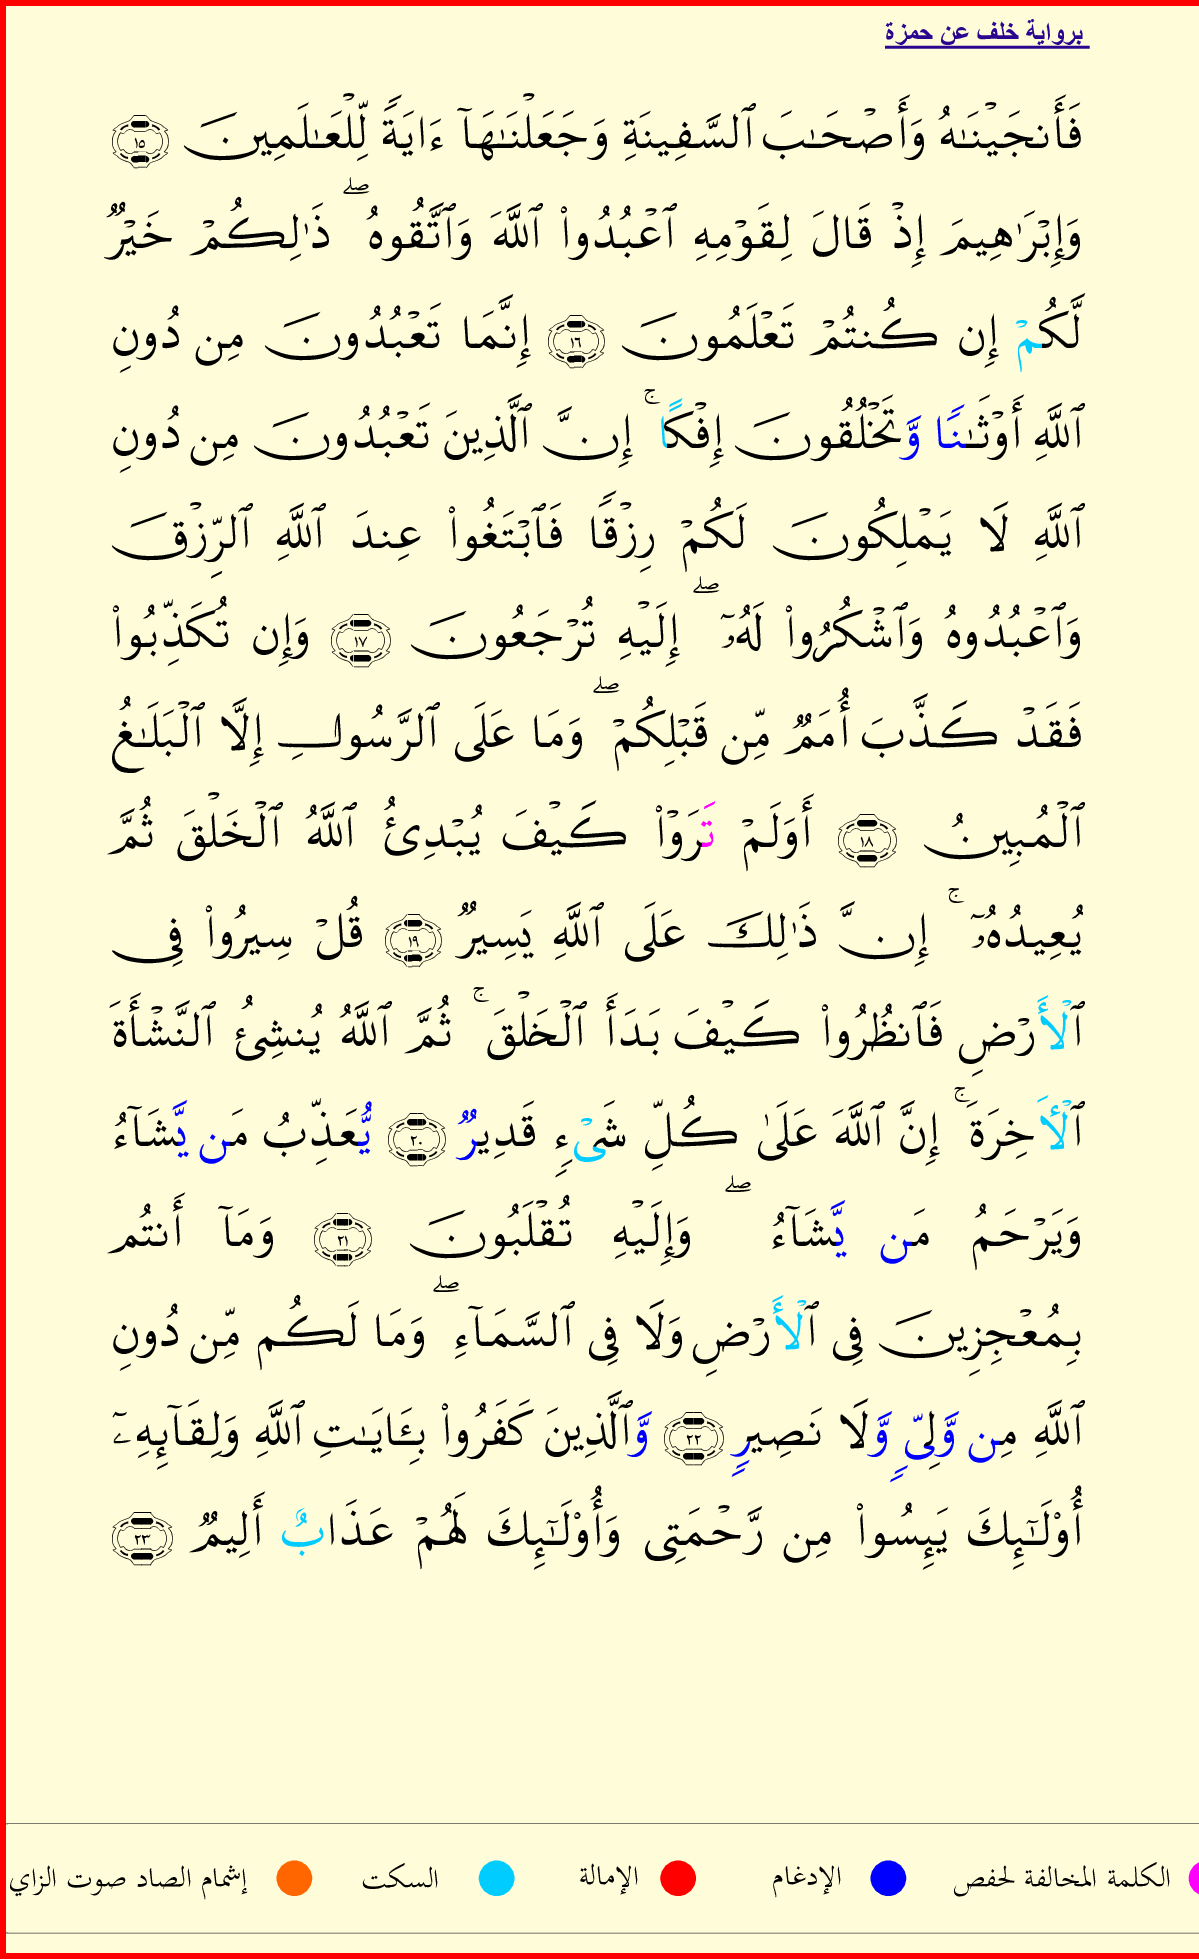 برواية خلف عن حمزة
فَأَنجَيْنَـٰهُ وَأَصْحَـٰبَ ٱلسَّفِينَةِ وَجَعَلْنَـٰهَآ ءَايَةً لِّلْعَـٰلَمِينَ ١٥
وَإِبْرَٰهِيمَ إِذْ قَالَ لِقَوْمِهِ ٱعْبُدُوا۟ ٱللَّهَ وَٱتَّقُوهُ ۖ ذَٰلِكُمْ خَيْرٌ
لَّكُمْ إِن كُنتُمْ تَعْلَمُونَ ١٦ إِنَّمَا تَعْبُدُونَ مِن دُونِ
ٱللَّهِ أَوْثَـٰنًا وَّتَخْلُقُونَ إِفْكًا ۚ إِنَّ ٱلَّذِينَ تَعْبُدُونَ مِن دُونِ
ٱللَّهِ لَا يَمْلِكُونَ لَكُمْ رِزْقًا فَٱبْتَغُوا۟ عِندَ ٱللَّهِ ٱلرِّزْقَ
وَٱعْبُدُوهُ وَٱشْكُرُوا۟ لَهُۥٓ ۖ إِلَيْهِ تُرْجَعُونَ ١٧ وَإِن تُكَذِّبُوا۟
فَقَدْ كَذَّبَ أُمَمٌ مِّن قَبْلِكُمْ ۖ وَمَا عَلَى ٱلرَّسُولِ إِلَّا ٱلْبَلَـٰغُ
ٱلْمُبِينُ ١٨ أَوَلَمْ تَرَوْا۟ كَيْفَ يُبْدِئُ ٱللَّهُ ٱلْخَلْقَ ثُمَّ
يُعِيدُهُۥٓ ۚ إِنَّ ذَٰلِكَ عَلَى ٱللَّهِ يَسِيرٌ ١٩ قُلْ سِيرُوا۟ فِى
ٱلْأَرْضِ فَٱنظُرُوا۟ كَيْفَ بَدَأَ ٱلْخَلْقَ ۚ ثُمَّ ٱللَّهُ يُنشِئُ ٱلنَّشْأَةَ
ٱلْـَٔاخِرَةَ ۚ إِنَّ ٱللَّهَ عَلَىٰ كُلِّ شَىْءٍ قَدِيرٌ ٢٠ يُّعَذِّبُ مَن يَّشَآءُ
وَيَرْحَمُ مَن يَّشَآءُ ۖ وَإِلَيْهِ تُقْلَبُونَ ٢١ وَمَآ أَنتُم
بِمُعْجِزِينَ فِى ٱلْأَرْضِ وَلَا فِى ٱلسَّمَآءِ ۖ وَمَا لَكُم مِّن دُونِ
ٱللَّهِ مِن وَّلِىٍّ وَّلَا نَصِيرٍ ٢٢ وَّٱلَّذِينَ كَفَرُوا۟ بِـَٔايَـٰتِ ٱللَّهِ وَلِقَآئِهِۦٓ
أُو۟لَـٰٓئِكَ يَئِسُوا۟ مِن رَّحْمَتِى وَأُو۟لَـٰٓئِكَ لَهُمْ عَذَابٌ أَلِيمٌ ٢٣
الكلمة المخالفة لحفص الإدغام الإمالة السكت إشمام الصاد صوت الزاي